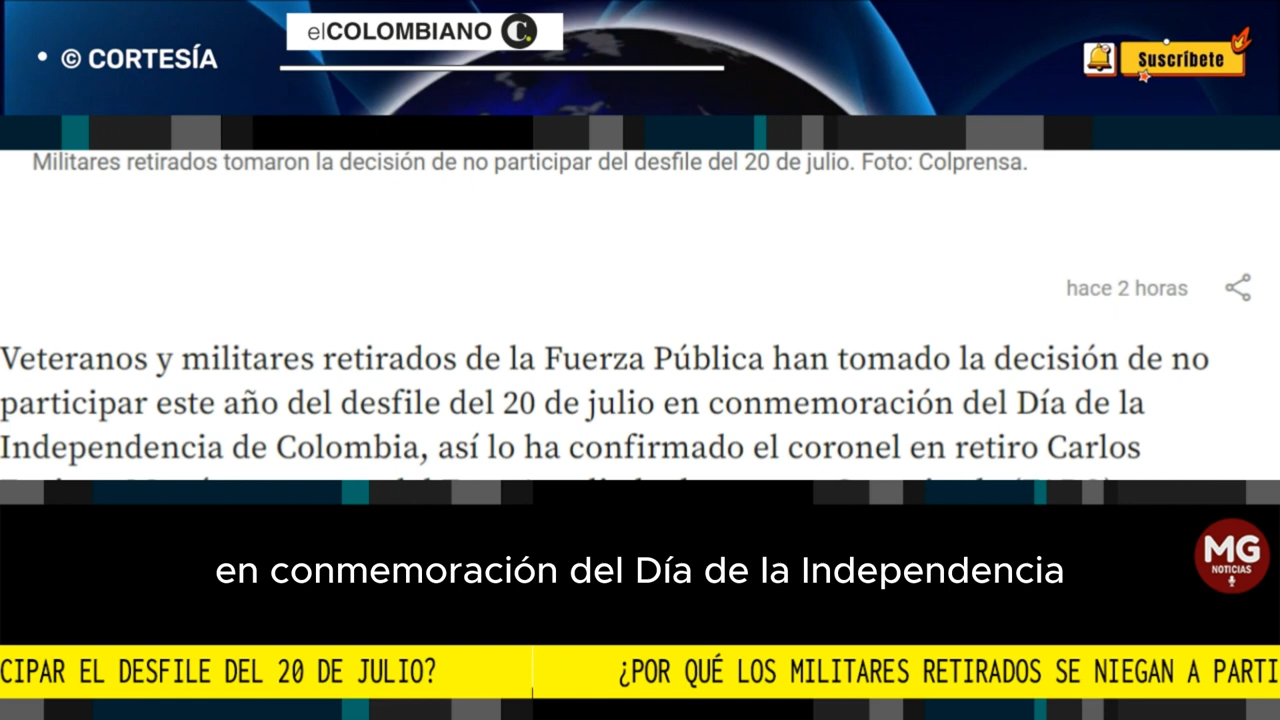 elCOLOMBIANO C.
© CORTESÍA
Suscríbete
Militares retirados tomaron la decisión de no participar del desfile del 20 de julio. Foto: Colprensa.
hace 2 horas
Veteranos y militares retirados de la Fuerza Pública han tomado la decisión de no
participar este año del desfile del 20 de julio en conmemoración del Día de la
Independencia de Colombia, así lo ha confirmado el coronel en retiro Carlos
en conmemoración del Día de la Independencia
MG
NOTICIAS
CIPAR EL DESFILE DEL 20 DE JULIO? ¿POR QUÉ LOS MILITARES RETIRADOS SE NIEGAN A PARTI